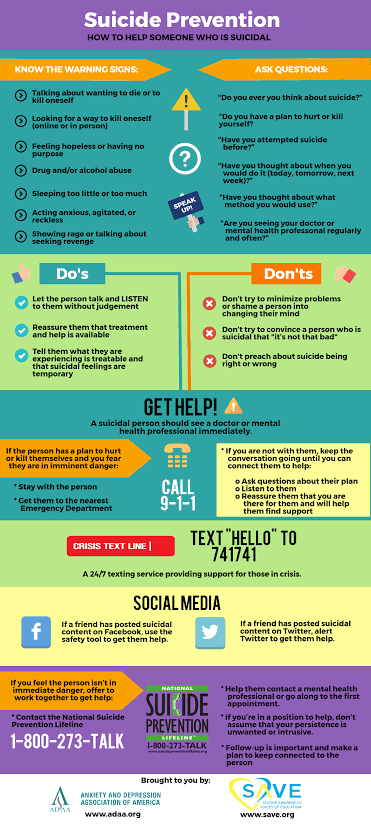 Suicide Prevention
HOW TO HELP SOMEONE WHO IS SUICIDAL
KNOW THE WARNING SIGNS:
Talking about wanting to die or to
kill oneself
Looking for a way to kill oneself
(online or in person)
Feeling hopeless or having no
purpose
Drug and/or alcohol abuse
Sleeping too little or too much
Acting anxious, agitated, or
reckless
Showing rage or talking about
seeking revenge
SPEAK
UP!
ASK QUESTIONS:
"Do you ever you think about suicide?"
"Do you have a plan to hurt or kill
yourself?
"Have you attempted suicide
before?"
"Have you thought about when you
would do it (today, tomorrow, next
week)?"
"Have you thought about what
method you would use?"
"Are you seeing your doctor or
mental health professional regularly
and often?"
Do's
Let the person talk and LISTEN
to them without judgement
Reassure them that treatment
and help is available
Tell them what they are
experiencing is treatable and
that suicidal feelings are
temporary
Don'ts
Don't try to minimize problems
or shame a person into
changing their mind
Don't try to convince a person who is
suicidal that "it's not that bad"
Don't preach about suicide being
right or wrong
GET HELP!
A suicidal person should see a doctor or mental
health professional immediately.
If the person has a plan to hurt
or kill themselves and you fear
they are in imminent danger:
* Stay with the person
* Get them to the nearest
Emergency Department
CALL
9-1-1
* If you are not with them, keep the
conversation going until you can
connect them to help:
o Ask questions about their plan
o Listen to them
o Reassure them that you are
there for them and will help
them find support
CRISIS TEXT LINE |
TEXT "HELLO" TO
741741
A 24/7 texting service providing support for those in crisis.
SOCIAL MEDIA
f
If a friend has posted suicidal
content on Facebook, use the
safety tool to get them help.
If a friend has posted suicidal
content on Twitter, alert
Twitter to get them help.
If you feel the person isn't in
immediate danger, offer to
work together to get help:
* Contact the National Suicide
Prevention Lifeline
1-800-273-TALK
NATIONAL
SUICIDE
PREVENTION
LIFELINE
1-800-273-TALK
www.suicidepreventionlifeline.org
* Help them contact a mental health
professional or go along to the first
appointment.
* If you're in a position to help, don't
assume that your persistence is
unwanted or intrusive.
* Follow-up is important and make a
plan to keep connected to the
person
Brought to you by:
ADAA
ANXIETY AND DEPRESSION
ASSOCIATION OF AMERICA
www.adaa.org
SAVE
SUICIDE AWARENESS
VOICES OF EDUCATION
www.save.org